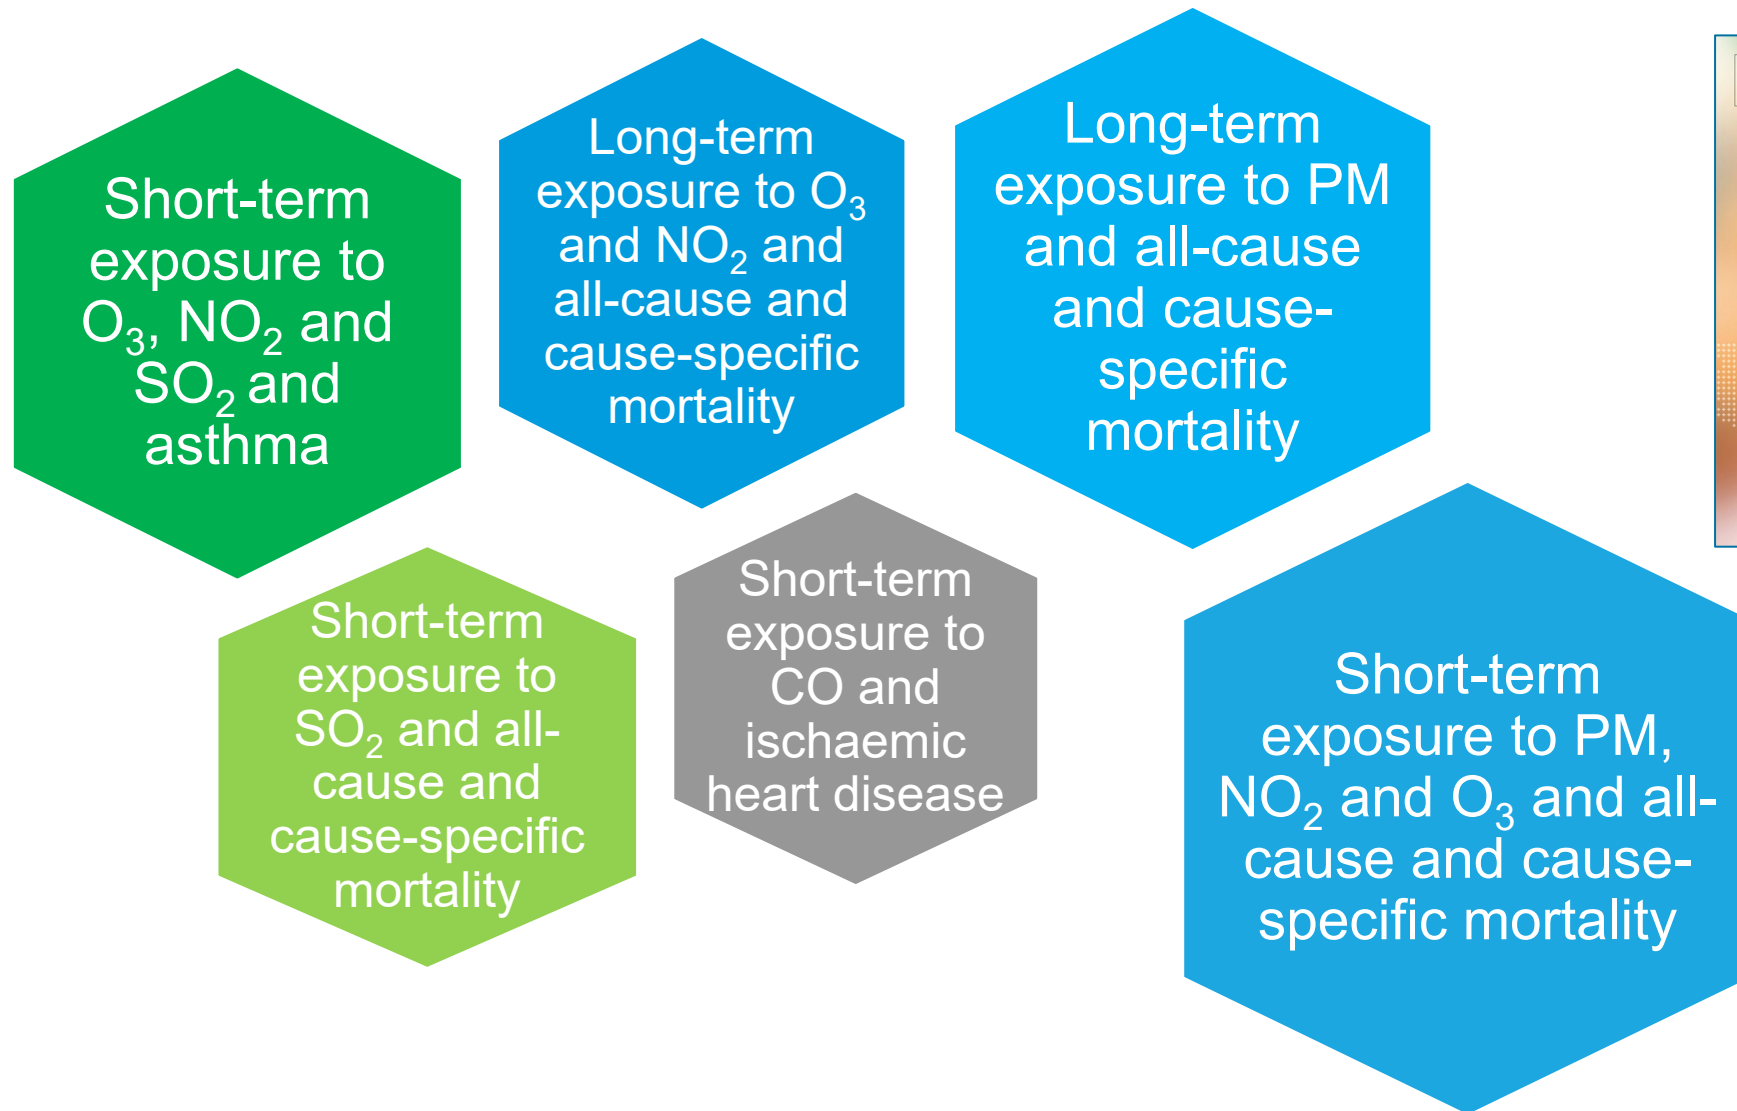 Short-term
exposure to
O₃, NO₂ and
SO₂ and
asthma
Long-term
exposure to O₃
and NO₂ and
all-cause and
cause-specific
mortality
Long-term
exposure to PM
and all-cause
and cause-
specific
mortality
Short-term
exposure to
SO₂ and all-
cause and
cause-specific
mortality
Short-term
exposure to
CO and
ischaemic
heart disease
Short-term
exposure to PM,
NO₂ and O₃ and all-
cause and cause-
specific mortality